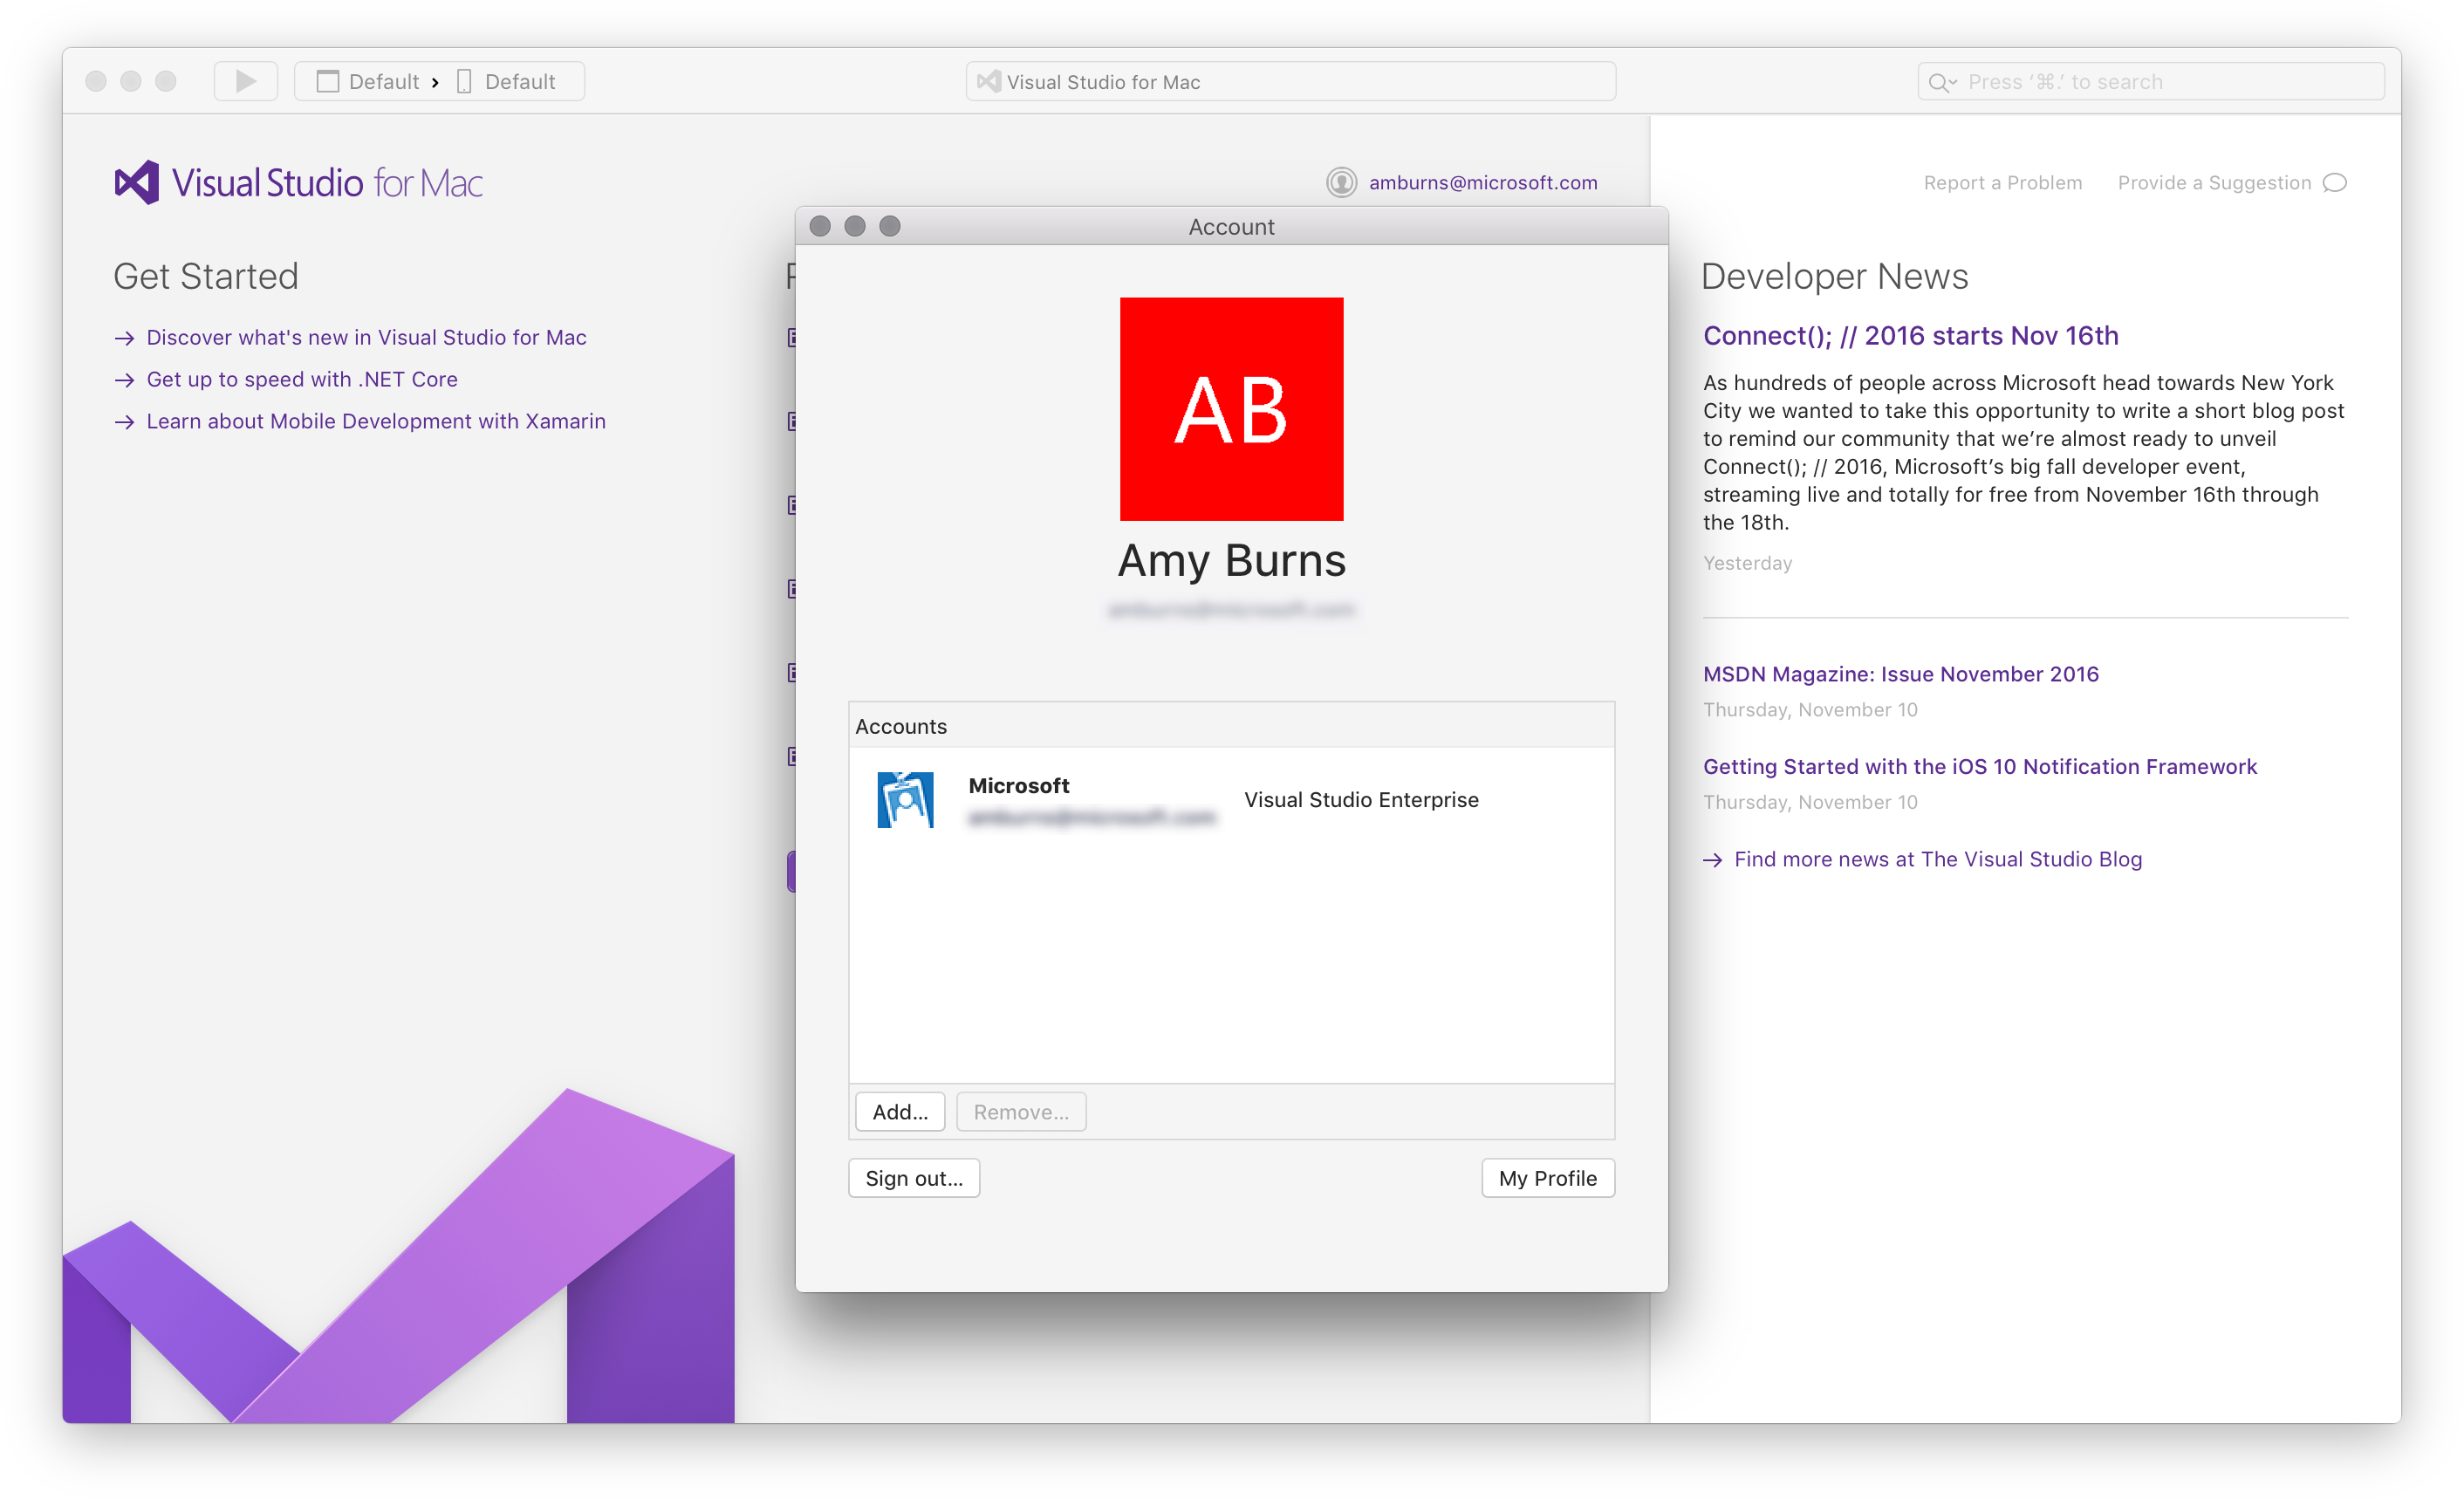 Default › Default
Visual Studio for Mac
Press ‘⌘.’ to search
Visual Studio for Mac
amburns@microsoft.com
Report a Problem
Provide a Suggestion
Get Started
Discover what's new in Visual Studio for Mac
Get up to speed with .NET Core
Learn about Mobile Development with Xamarin
Account
AB
Amy Burns
Accounts
Microsoft
Visual Studio Enterprise
Add...
Remove...
Sign out...
My Profile
Developer News
Connect(); // 2016 starts Nov 16th
As hundreds of people across Microsoft head towards New York
City we wanted to take this opportunity to write a short blog post
to remind our community that we’re almost ready to unveil
Connect(); // 2016, Microsoft’s big fall developer event,
streaming live and totally for free from November 16th through
the 18th.
Yesterday
MSDN Magazine: Issue November 2016
Thursday, November 10
Getting Started with the iOS 10 Notification Framework
Thursday, November 10
Find more news at The Visual Studio Blog